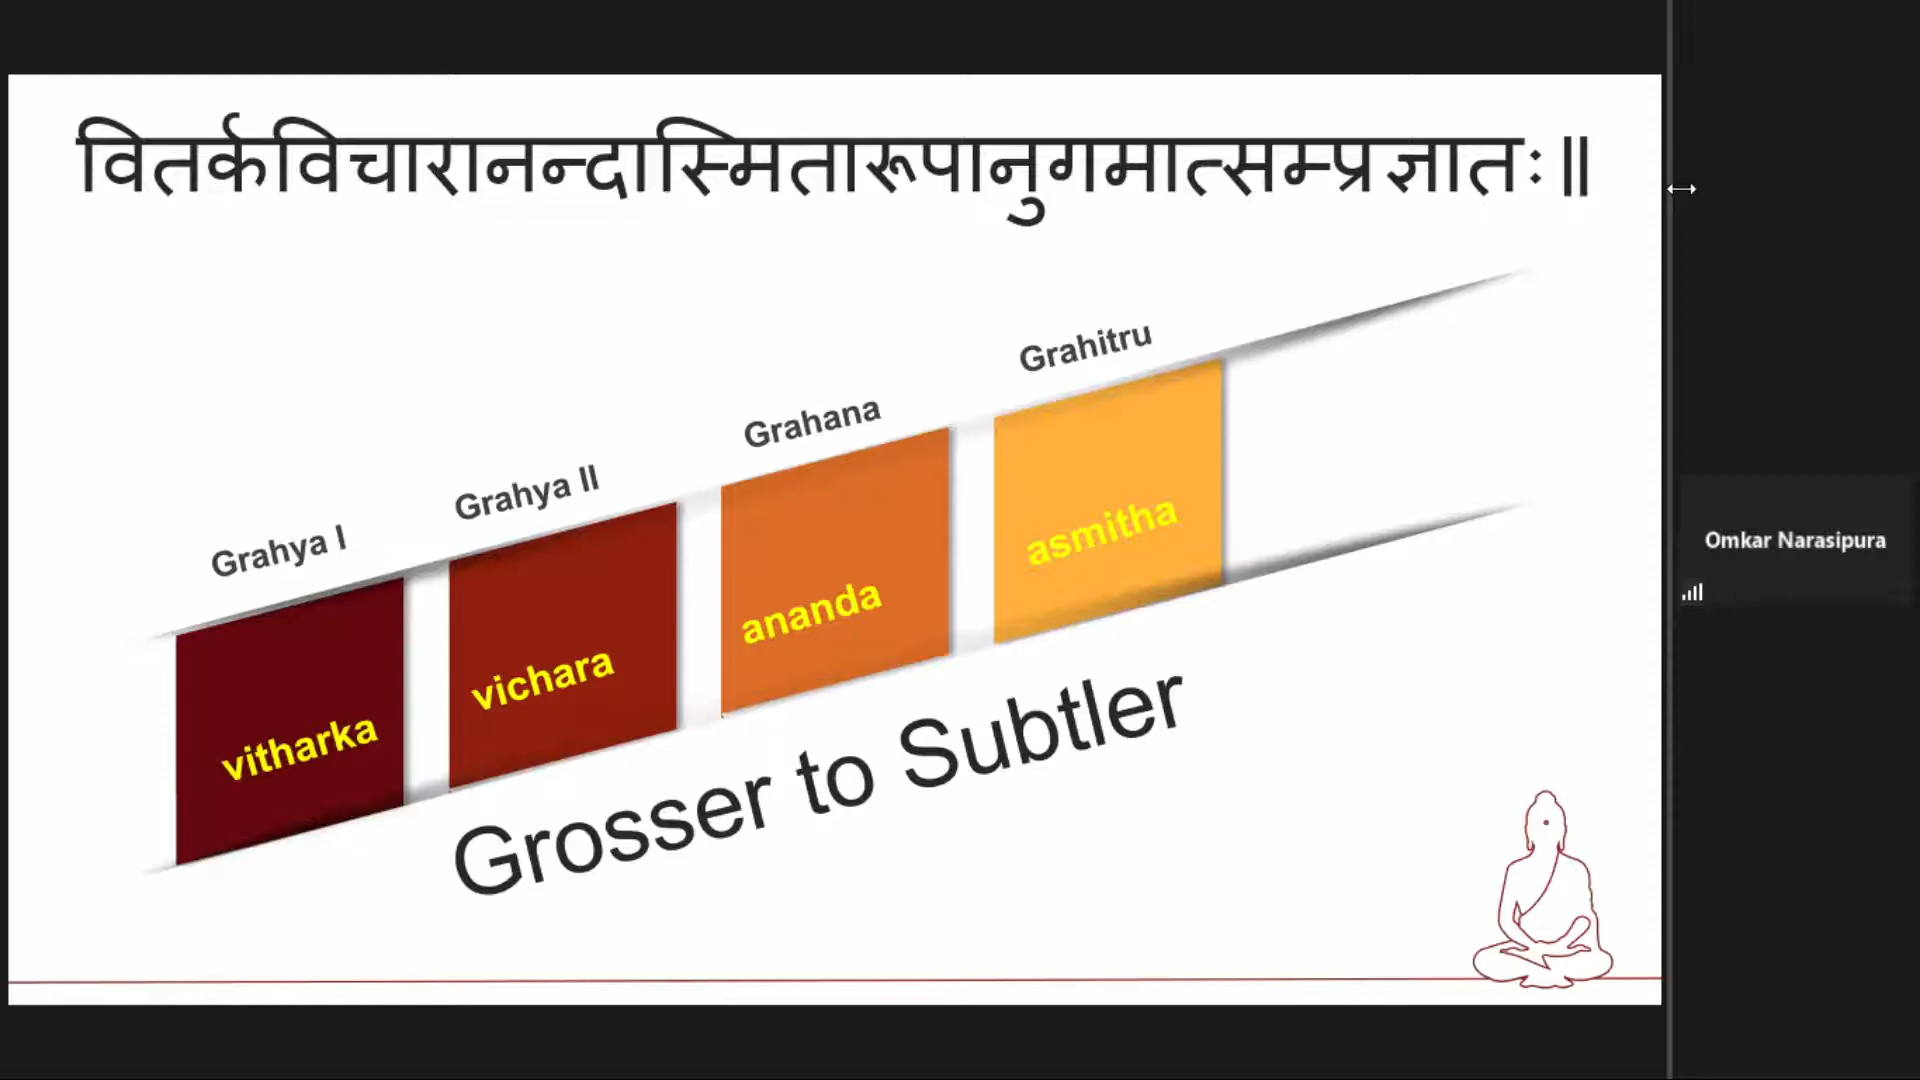 वितर्कविचारानन्दास्मितारूपानुगमात्सम्प्रज्ञातः॥
Grahitru
Grahana
Grahya II
Grahya I
asmitha
ananda
vichara
vitharka
Grosser to Subtler
Omkar Narasipura